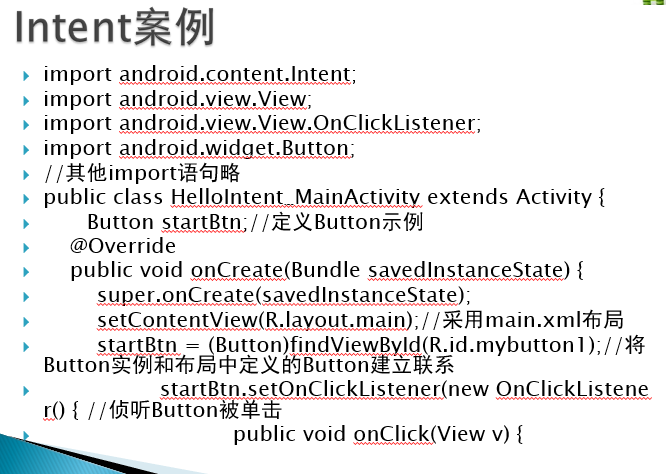 Intent案例
import android.content.Intent;
import android.view.View;
import android.view.View.OnClickListener;
import android.widget.Button;
//其他import语句略
public class HelloIntent_MainActivity extends Activity {
Button startBtn;//定义Button示例
@Override
public void onCreate(Bundle savedInstanceState) {
super.onCreate(savedInstanceState);
setContentView(R.layout.main);//采用main.xml布局
startBtn = (Button)findViewById(R.id.mybutton1);//将
Button实例和布局中定义的Button建立联系
startBtn.setOnClickListener(new OnClickListene
r() { //侦听Button被单击
public void onClick(View v) {